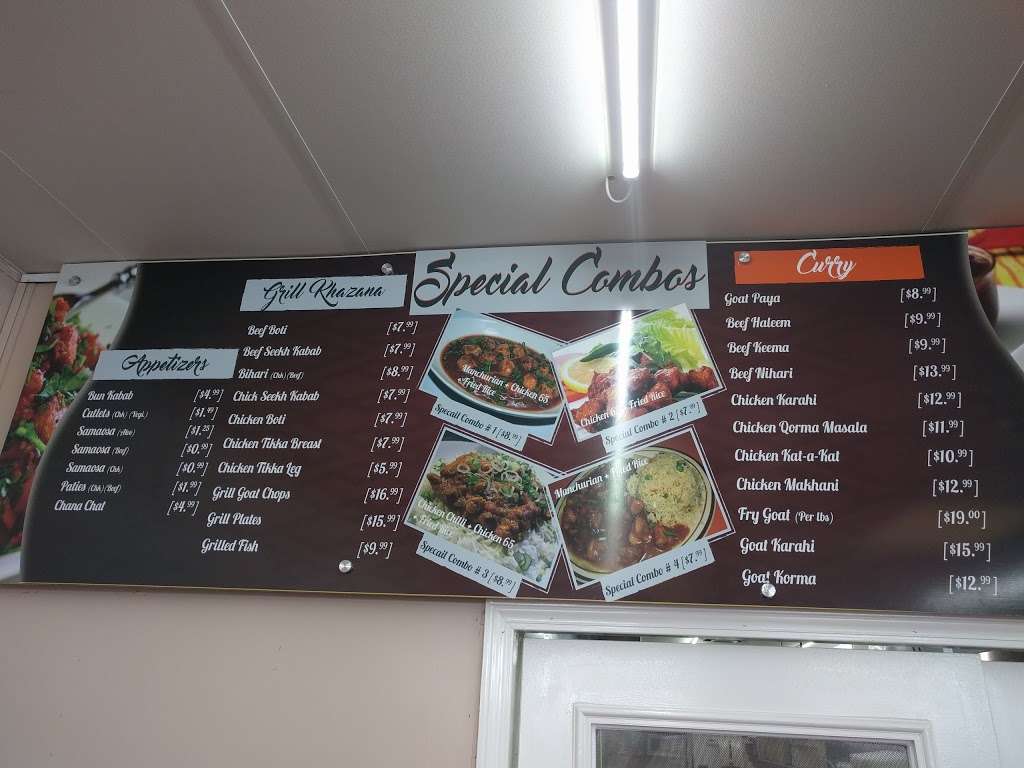 Appetizers
Bun Kabab [$4.99]
Cutlets (Chk) (Vegi.) [$1.49]
Samaosa (Aloo) [$1.25]
Samaosa (Beef) [$0.99]
Samaosa (Chk) [$0.99]
Paties (Chk) (Beef) [$1.99]
Chana Chat [$4.99]
Grill Khazana
Beef Boti [$7.99]
Beef Seekh Kabab [$7.99]
Bihari (Chk) (Beef) [$8.99]
Chick Seekh Kabab [$7.99]
Chicken Boti [$7.99]
Chicken Tikka Breast [$7.99]
Chicken Tikka Leg [$5.99]
Grill Goat Chops [$16.99]
Grill Plates [$15.99]
Grilled Fish [$9.99]
Special Combos
Manchurian + Chicken 65
+ Fried Rice
Specail Combo # 1 [$8.99]
Chicken 65 + Fried Rice
Special Combo # 2 [$7.99]
Chicken Chilli + Chicken 65
+ Fried Rice
Specail Combo # 3 [$8.99]
Manchurian + Fried Rice
Special Combo # 4 [$7.99]
Curry
Goat Paya [$8.99]
Beef Haleem [$9.99]
Beef Keema [$9.99]
Beef Nihari [$13.99]
Chicken Karahi [$12.99]
Chicken Qorma Masala [$11.99]
Chicken Kat-a-Kat [$10.99]
Chicken Makhani [$12.99]
Fry Goat (Per lbs) [$19.00]
Goat Karahi [$15.99]
Goat Korma [$12.99]